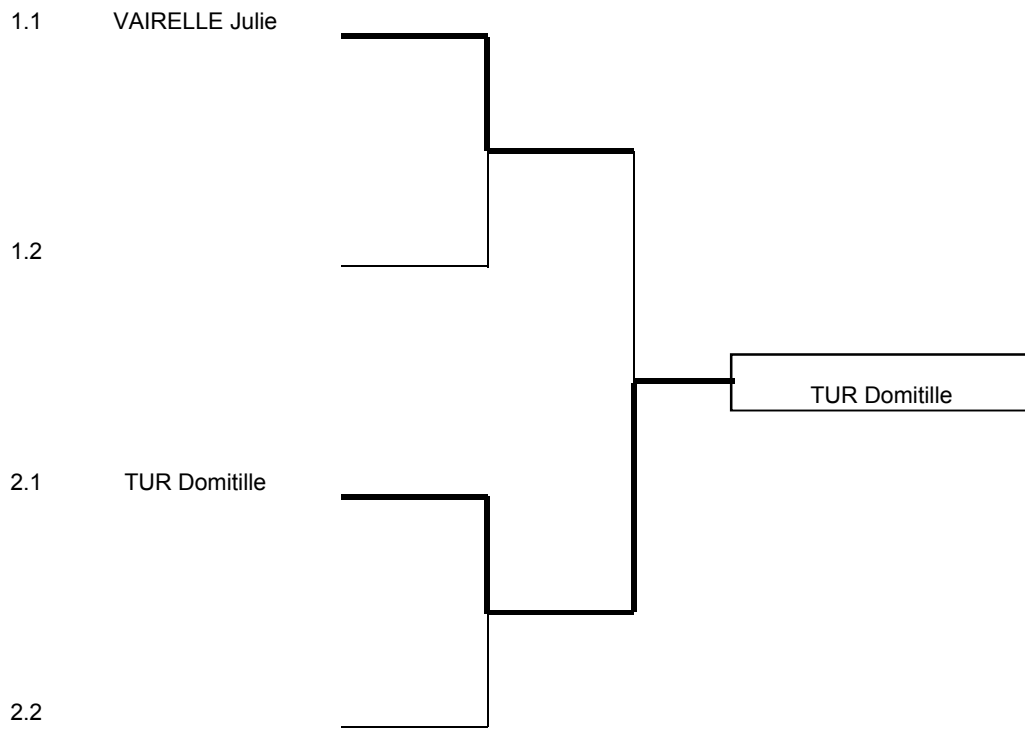 1.1 VAIRELLE Julie
1.2
TUR Domitille
2.1 TUR Domitille
2.2